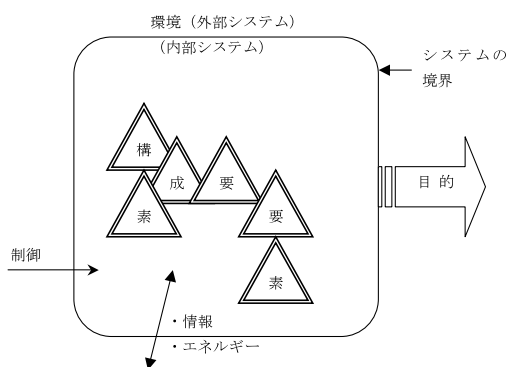 環境（外部システム）
（内部システム）
システムの
境界
構
成
要
素
要
素
目的
制御
・情報
・エネルギー